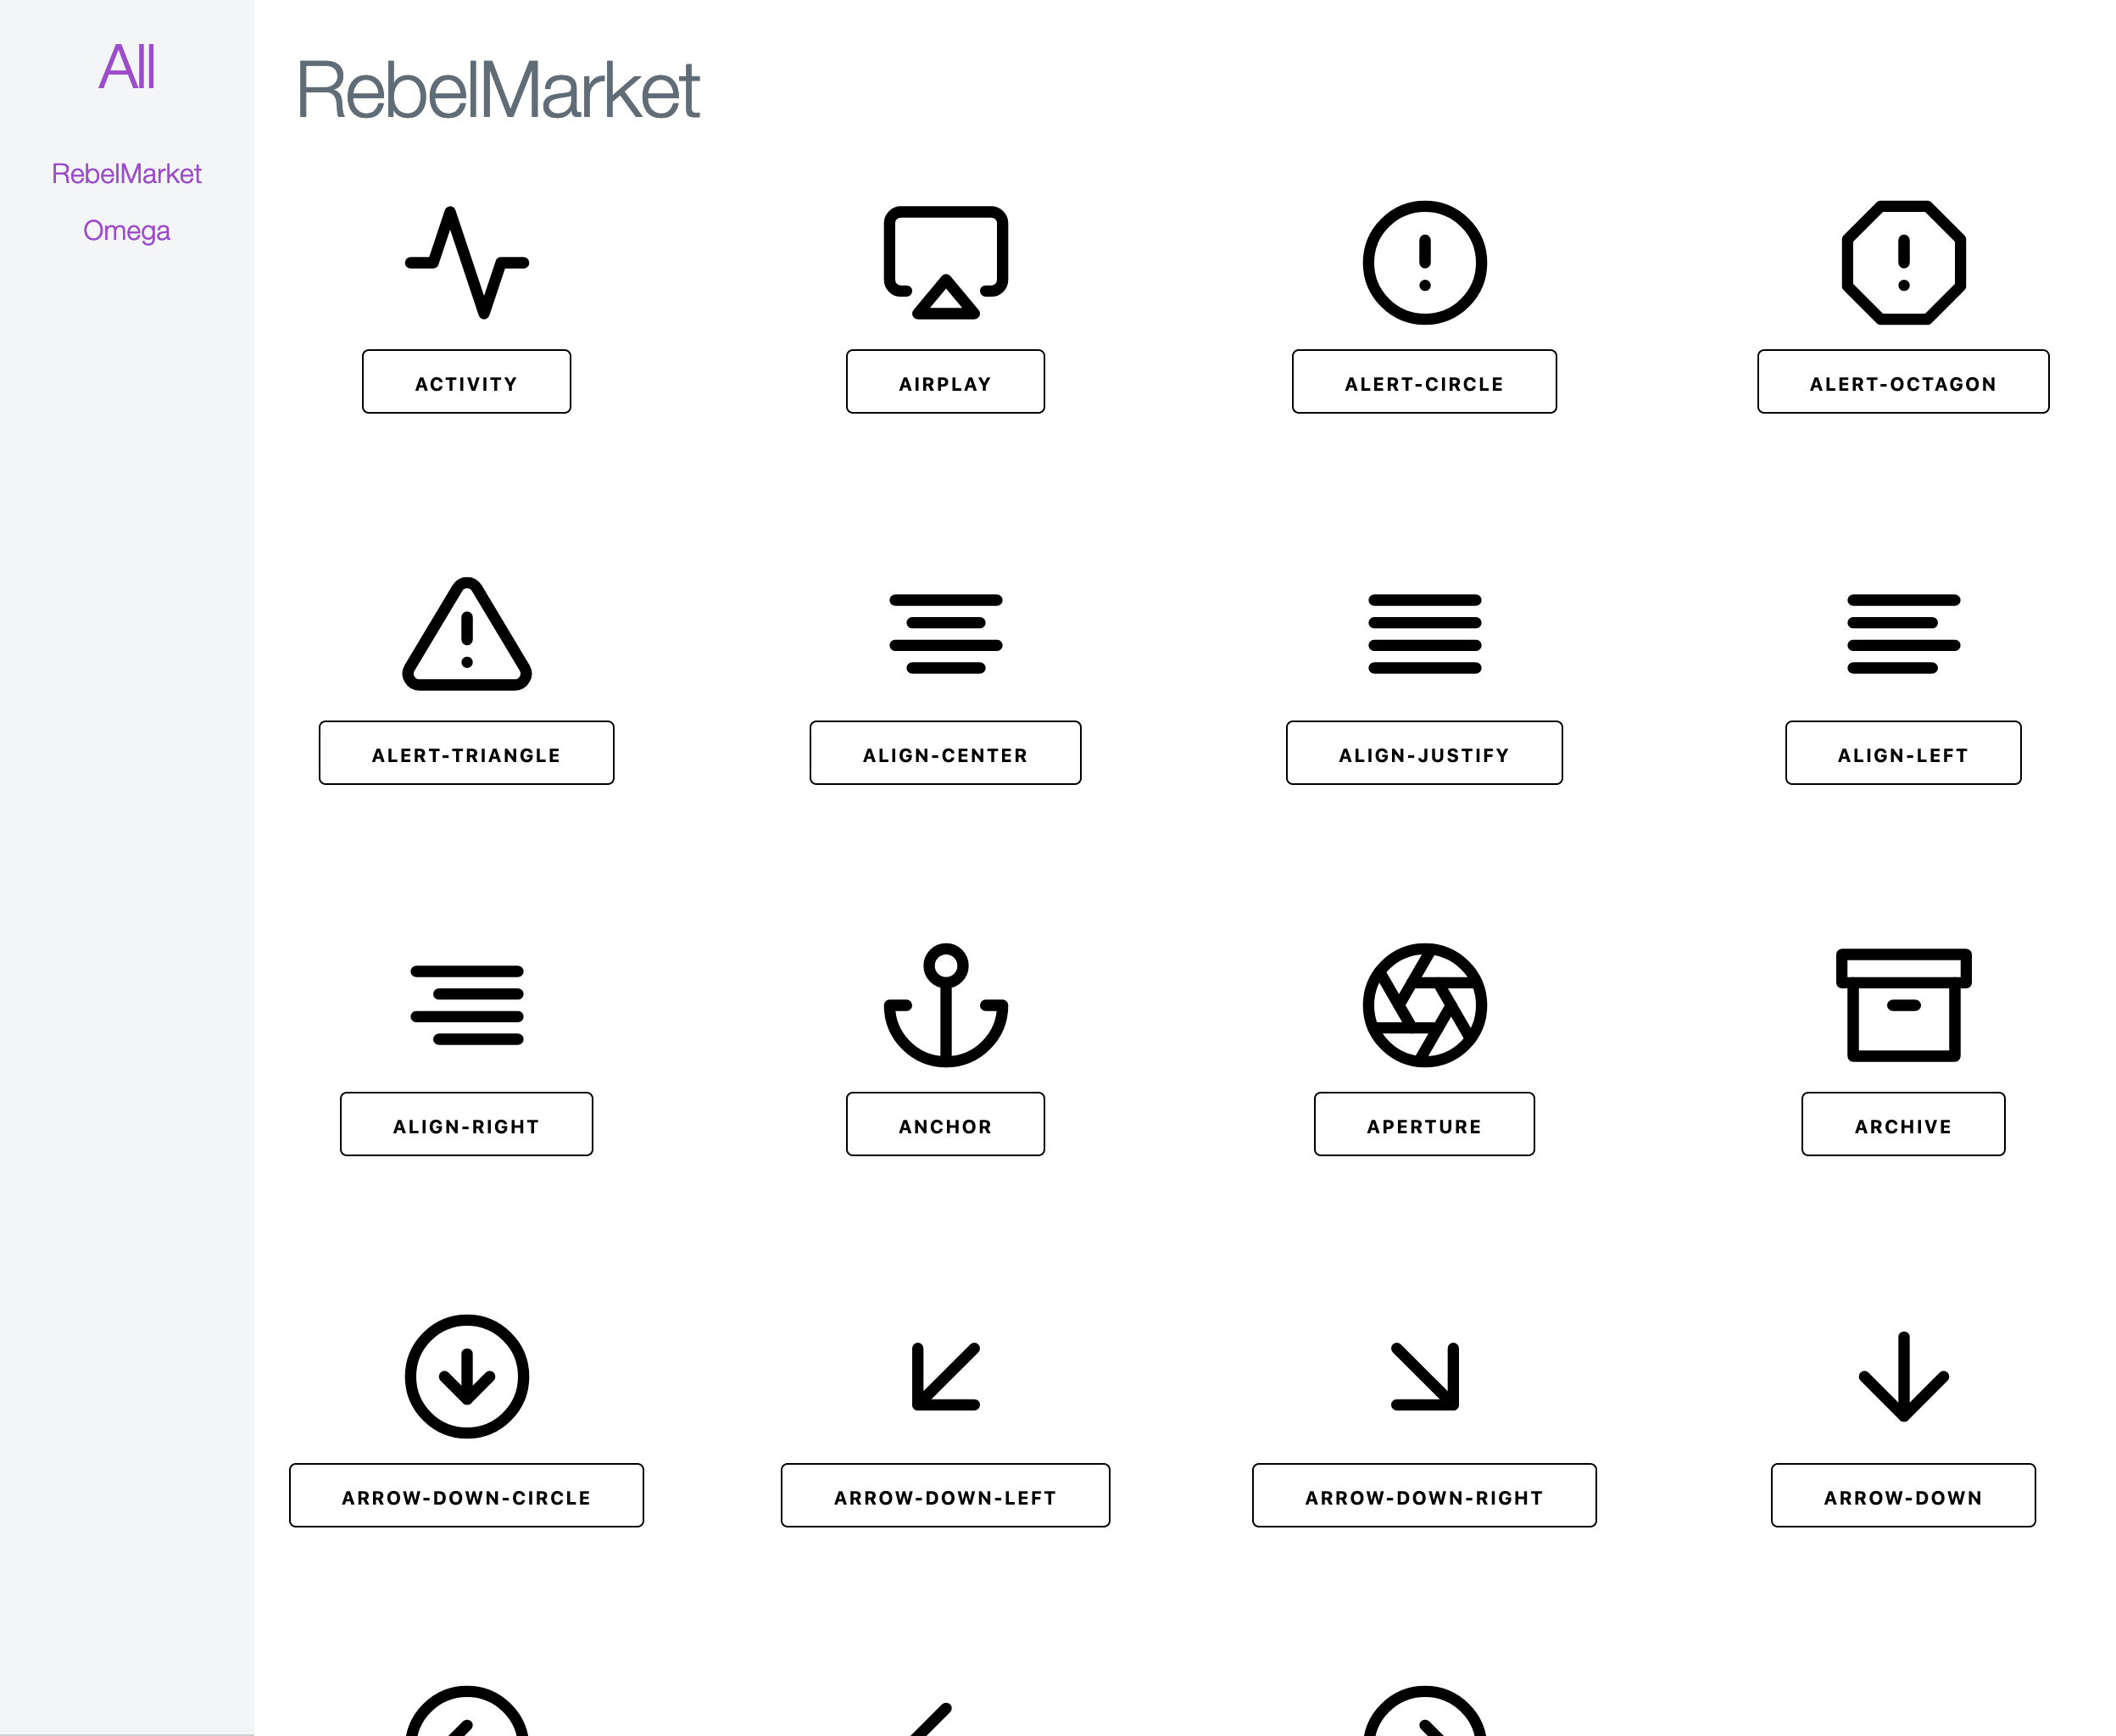 All
RebelMarket
Omega
RebelMarket
ACTIVITY
AIRPLAY
ALERT-CIRCLE
ALERT-OCTAGON
ALERT-TRIANGLE
ALIGN-CENTER
ALIGN-JUSTIFY
ALIGN-LEFT
ALIGN-RIGHT
ANCHOR
APERTURE
ARCHIVE
ARROW-DOWN-CIRCLE
ARROW-DOWN-LEFT
ARROW-DOWN-RIGHT
ARROW-DOWN